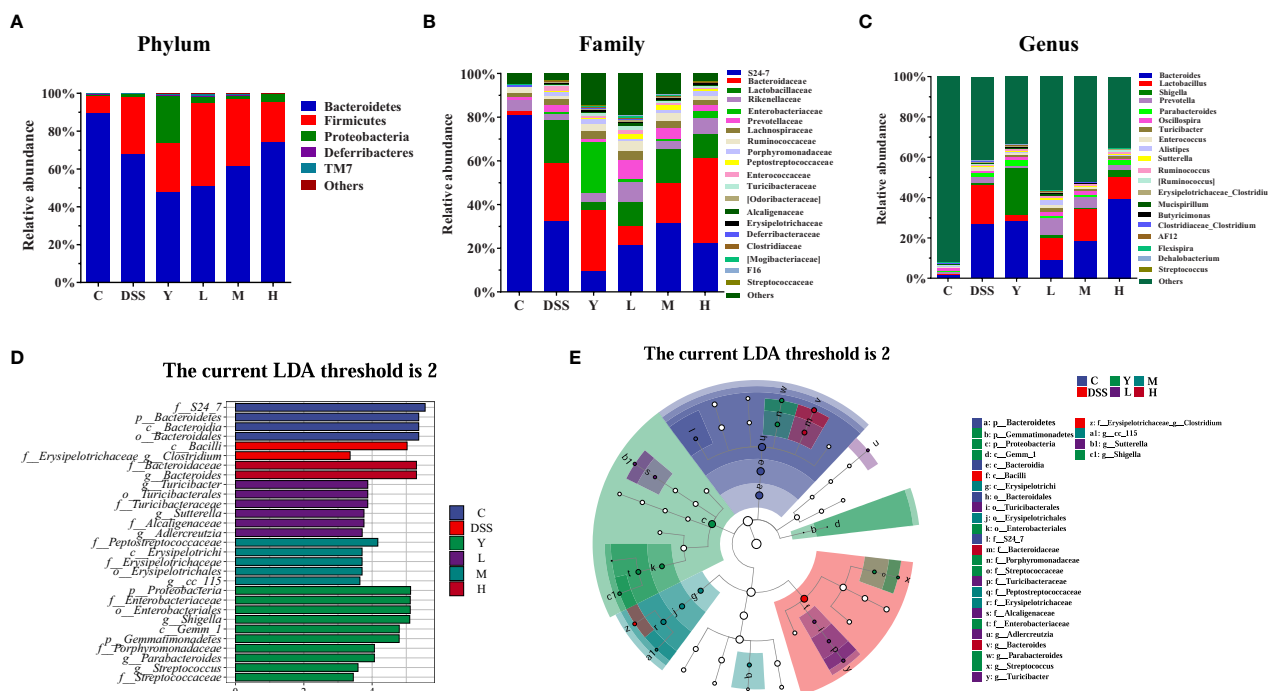 A
Phylum
Relative abundance
100%
80%
60%
40%
20%
0%
C DSS Y L M H
Bacteroidetes
Firmicutes
Proteobacteria
Deferribacteres
TM7
Others
B
Family
Relative abundance
100%
80%
60%
40%
20%
0%
C DSS Y L M H
S24-7
Bacteroidaceae
Lactobacillaceae
Rikenellaceae
Enterobacteriaceae
Prevotellaceae
Lachnospiraceae
Ruminococcaceae
Porphyromonadaceae
Peptostreptococcaceae
Enterococcaceae
Turicibacteraceae
[Odoribacteraceae]
Alcaligenaceae
Erysipelotrichaceae
Deferribacteraceae
Clostridiaceae
[Mogibacteriaceae]
F16
Streptococcaceae
Others
C
Genus
Relative abundance
100%
80%
60%
40%
20%
0%
C DSS Y L M H
Bacteroides
Lactobacillus
Shigella
Prevotella
Parabacteroides
Oscillospira
Turicibacter
Enterococcus
Alistipes
Sutterella
Ruminococcus
[Ruminococcus]
Erysipelotrichaceae_Clostridiu
Mucispirillum
Butyricimonas
Clostridiaceae_Clostridium
AF12
Flexispira
Dehalobacterium
Streptococcus
Others
D
The current LDA threshold is 2
f__S24_7
p__Bacteroidetes
c__Bacteroidia
o__Bacteroidales
c__Bacilli
f__Erysipelotrichaceae_g__Clostridium
f__Bacteroidaceae
g__Bacteroides
g__Turicibacter
o__Turicibacterales
f__Turicibacteraceae
g__Sutterella
f__Alcaligenaceae
g__Adlercreutzia
f__Peptostreptococcaceae
c__Erysipelotrichi
f__Erysipelotrichaceae
o__Erysipelotrichales
g__cc_115
p__Proteobacteria
f__Enterobacteriaceae
o__Enterobacteriales
g__Shigella
c__Gemm_1
p__Gemmatimonadetes
f__Porphyromonadaceae
g__Parabacteroides
g__Streptococcus
f__Streptococcaceae
C
DSS
Y
L
M
H
E
The current LDA threshold is 2
C Y M
DSS L H
a: p__Bacteroidetes
b: p__Gemmatimonadetes
c: p__Proteobacteria
d: c__Gemm_1
e: c__Bacteroidia
f: c__Bacilli
g: c__Erysipelotrichi
h: o__Bacteroidales
i: o__Turicibacterales
j: o__Erysipelotrichales
k: o__Enterobacteriales
l: f__S24_7
m: f__Bacteroidaceae
n: f__Porphyromonadaceae
o: f__Streptococcaceae
p: f__Turicibacteraceae
q: f__Peptostreptococcaceae
r: f__Erysipelotrichaceae
s: f__Alcaligenaceae
t: f__Enterobacteriaceae
u: g__Adlercreutzia
v: g__Bacteroides
w: g__Parabacteroides
x: g__Streptococcus
y: g__Turicibacter
z: f__Erysipelotrichaceae_g__Clostridium
a1: g__cc_115
b1: g__Sutterella
c1: g__Shigella